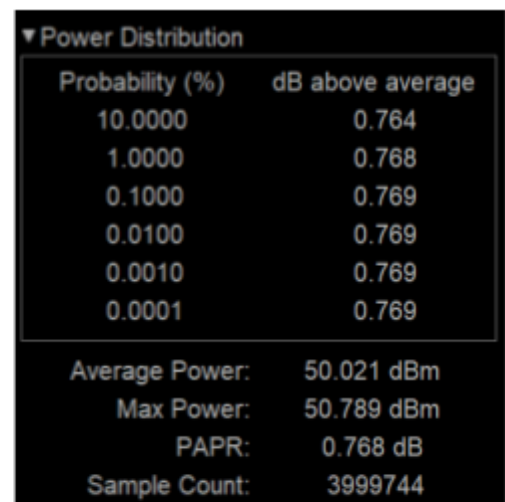 ▼ Power Distribution
Probability (%) dB above average
10.0000 0.764
1.0000 0.768
0.1000 0.769
0.0100 0.769
0.0010 0.769
0.0001 0.769
Average Power: 50.021 dBm
Max Power: 50.789 dBm
PAPR: 0.768 dB
Sample Count: 3999744